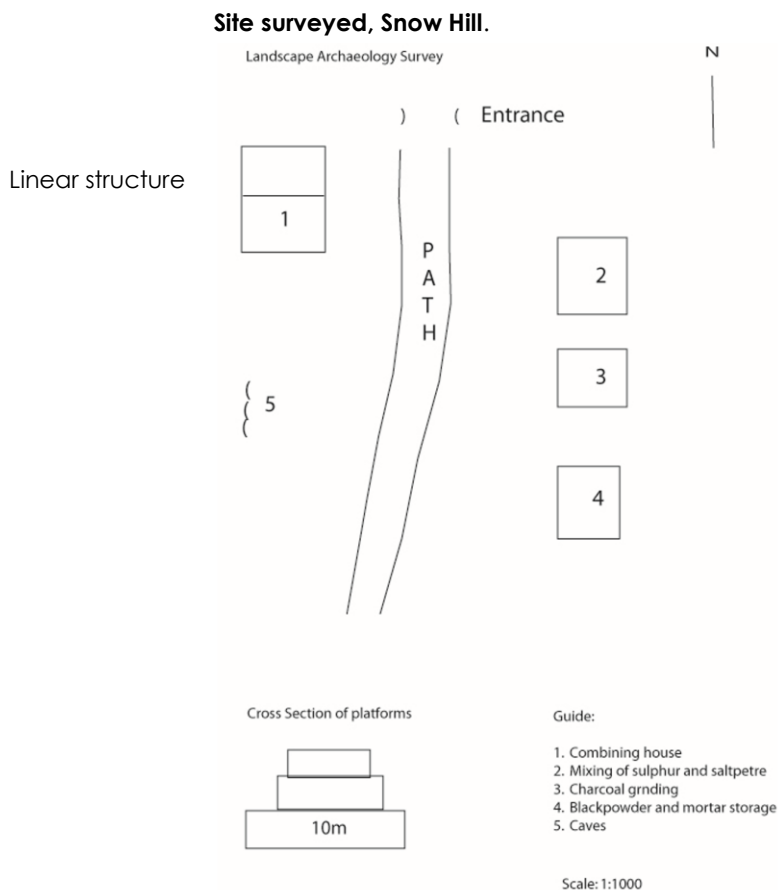 Site surveyed, Snow Hill.
Landscape Archaeology Survey
N
) ( Entrance
Linear structure
1
P
A
T
H
2
3
5
4
Cross Section of platforms
10m
Guide:
1. Combining house
2. Mixing of sulphur and saltpetre
3. Charcoal grnding
4. Blackpowder and mortar storage
5. Caves
Scale: 1:1000